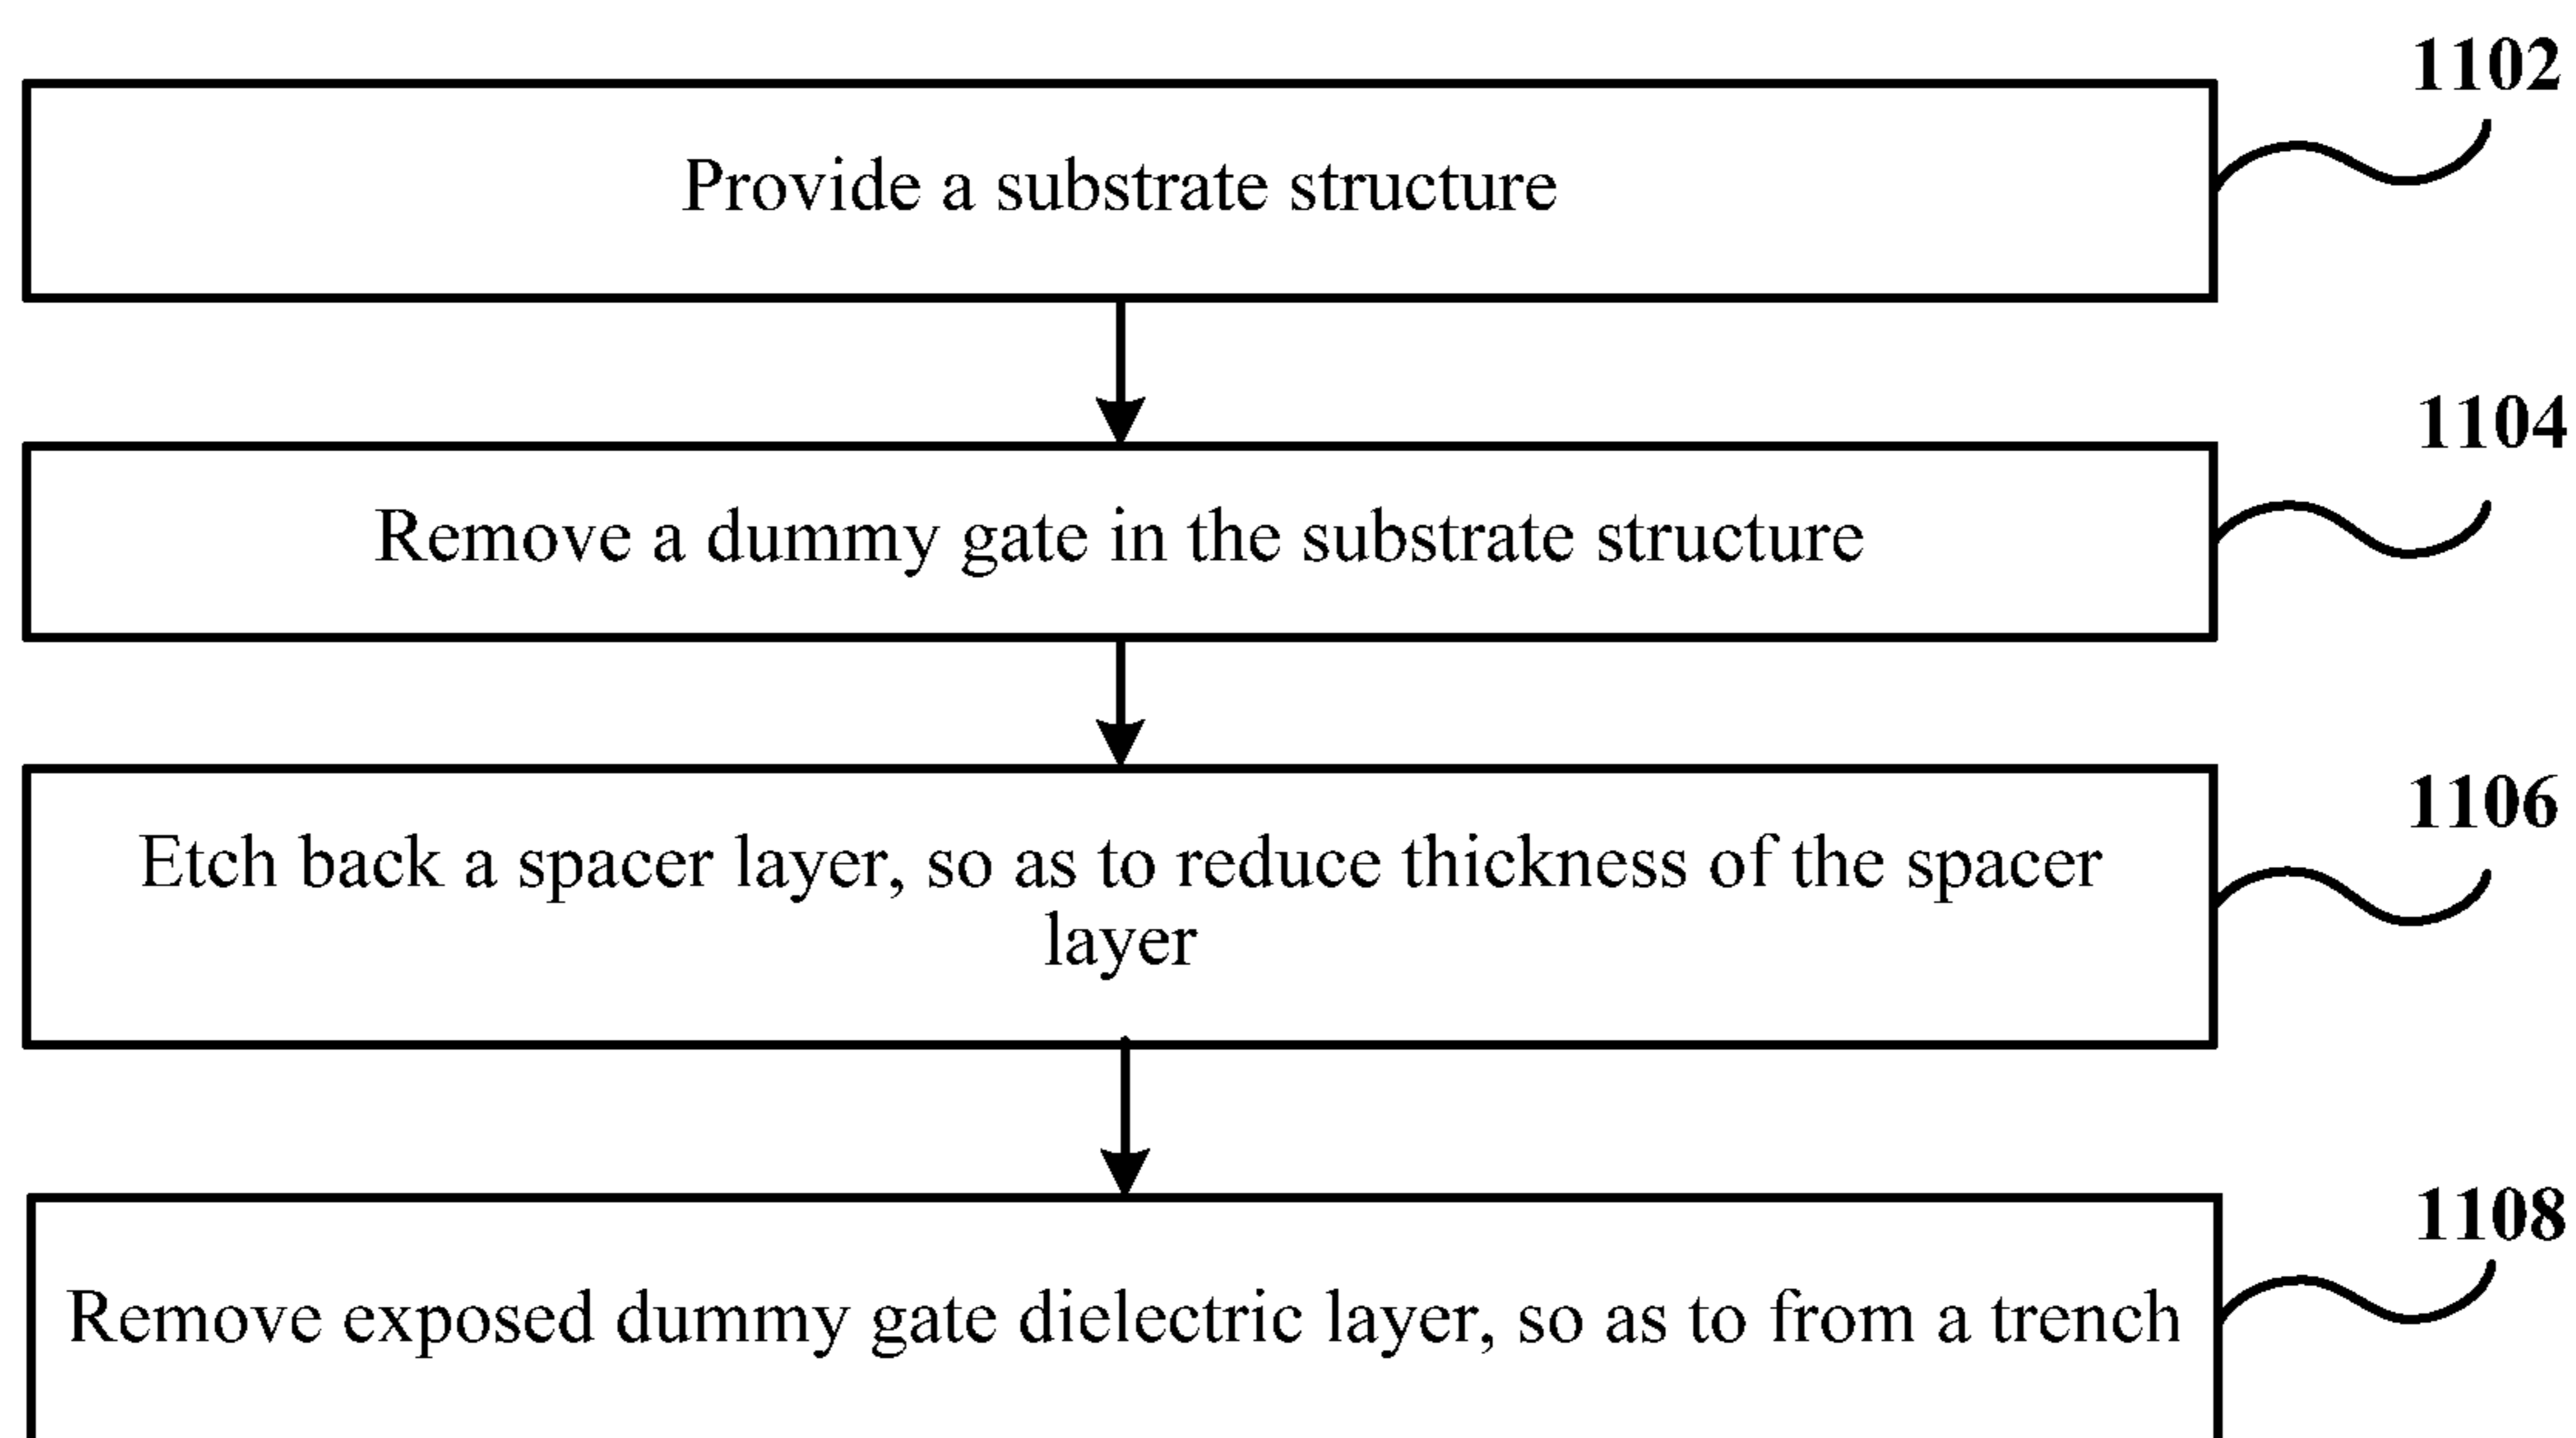 1102
Provide a substrate structure
1104
Remove a dummy gate in the substrate structure
1106
Etch back a spacer layer, so as to reduce thickness of the spacer
layer
1108
Remove exposed dummy gate dielectric layer, so as to from a trench